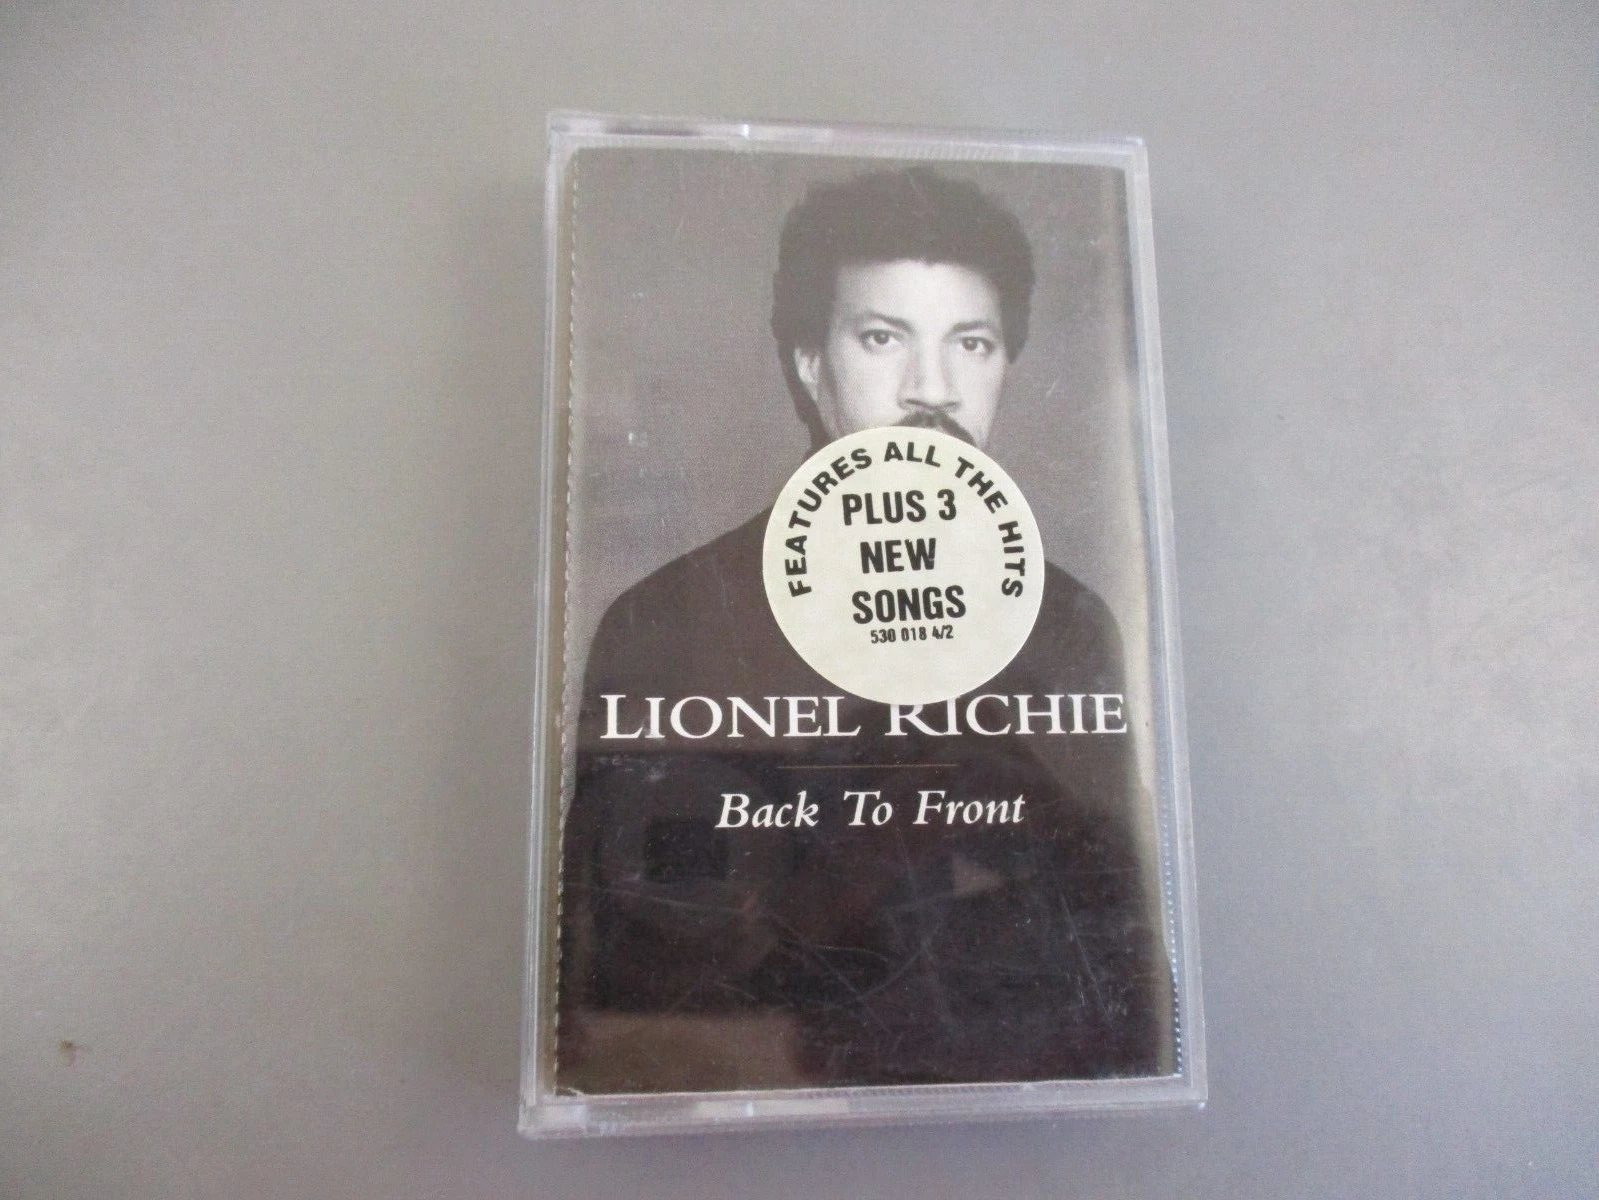 FEATURES ALL THE HITS
PLUS 3
NEW
SONGS
530 018 4/2
LIONEL RICHIE
Back To Front